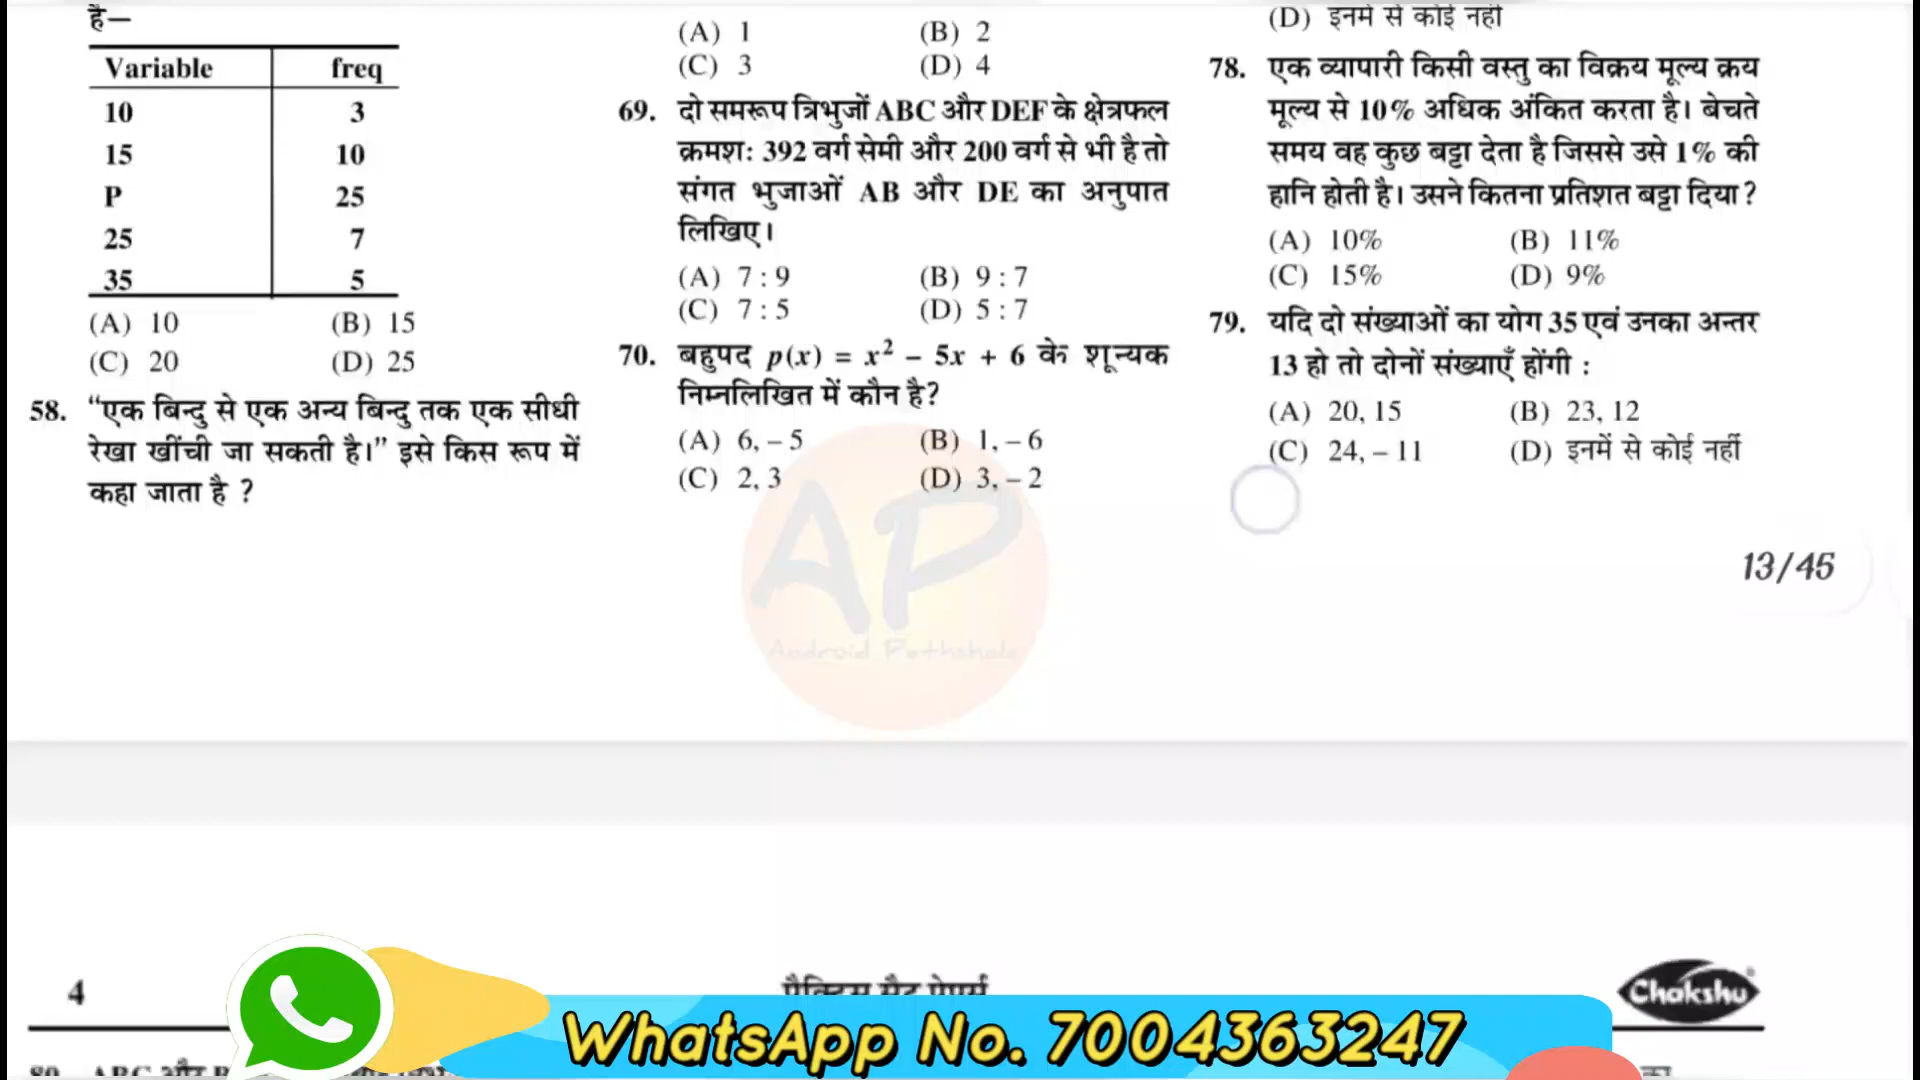 है—
Variable freq
10 3
15 10
P 25
25 7
35 5
(A) 10 (B) 15
(C) 20 (D) 25
58. “एक बिन्दु से एक अन्य बिन्दु तक एक सीधी
रेखा खींची जा सकती है।” इसे किस रूप में
कहा जाता है ?
(A) 1 (B) 2
(C) 3 (D) 4
69. दो समरूप त्रिभुजों ABC और DEF के क्षेत्रफल
क्रमश: 392 वर्ग सेमी और 200 वर्ग से भी है तो
संगत भुजाओं AB और DE का अनुपात
लिखिए।
(A) 7 : 9 (B) 9 : 7
(C) 7 : 5 (D) 5 : 7
70. बहुपद p(x) = x² – 5x + 6 के शून्यक
निम्नलिखित में कौन है?
(A) 6, – 5 (B) 1, – 6
(C) 2, 3 (D) 3, – 2
(D) इनमें से कोई नहीं
78. एक व्यापारी किसी वस्तु का विक्रय मूल्य क्रय
मूल्य से 10% अधिक अंकित करता है। बेचते
समय वह कुछ बट्टा देता है जिससे उसे 1% की
हानि होती है। उसने कितना प्रतिशत बट्टा दिया?
(A) 10% (B) 11%
(C) 15% (D) 9%
79. यदि दो संख्याओं का योग 35 एवं उनका अन्तर
13 हो तो दोनों संख्याएँ होंगी :
(A) 20, 15 (B) 23, 12
(C) 24, – 11 (D) इनमें से कोई नहीं
13/45
AP
Android Pathshala
4 प्रैक्टिस सैट पेपर्स Chakshu
WhatsApp No. 7004363247